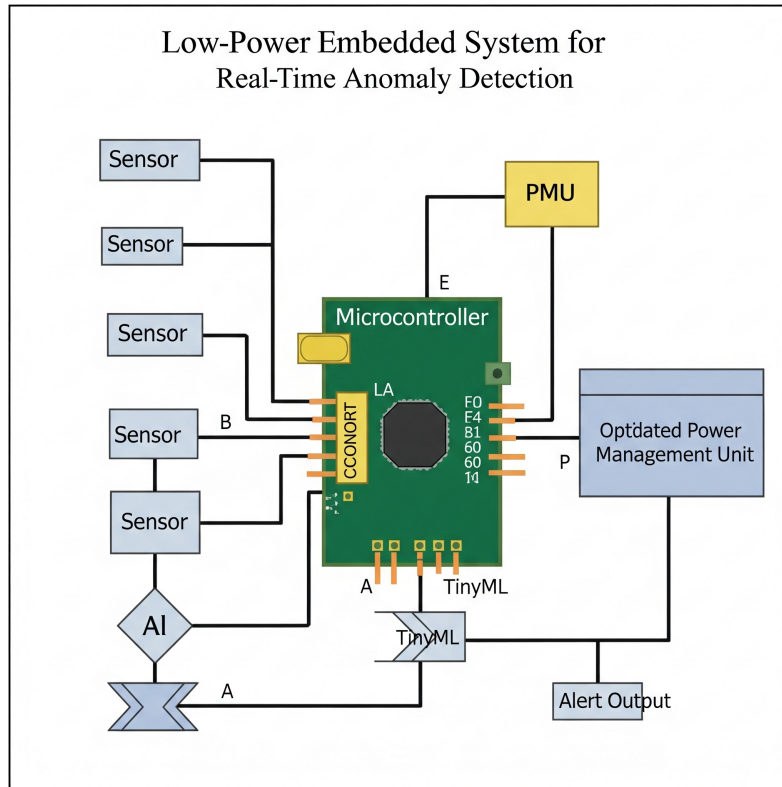 Low-Power Embedded System for
Real-Time Anomaly Detection
Sensor
PMU
Sensor
E
Microcontroller
Sensor
LA
CCONORT
F0
E4
B1
60
60
Sensor
B
Optdated Power
Management Unit
P
Sensor
A
TinyML
AI
TinyML
A
Alert Output